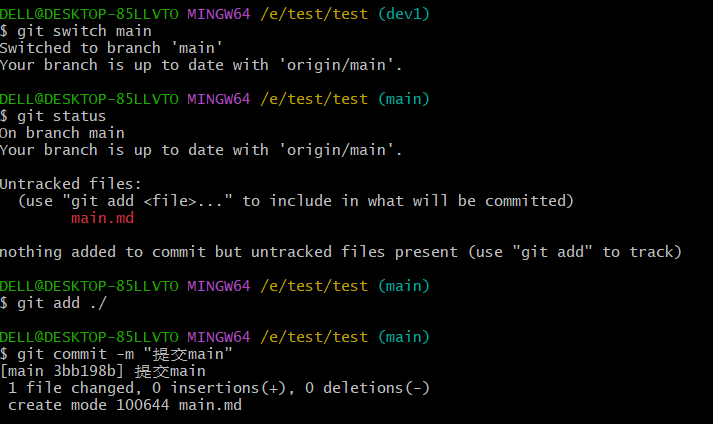 DELL@DESKTOP-85LLVTO MINGW64 /e/test/test (dev1)
$ git switch main
Switched to branch 'main'
Your branch is up to date with 'origin/main'.
DELL@DESKTOP-85LLVTO MINGW64 /e/test/test (main)
$ git status
On branch main
Your branch is up to date with 'origin/main'.
Untracked files:
  (use "git add <file>..." to include in what will be committed)
        main.md
nothing added to commit but untracked files present (use "git add" to track)
DELL@DESKTOP-85LLVTO MINGW64 /e/test/test (main)
$ git add ./
DELL@DESKTOP-85LLVTO MINGW64 /e/test/test (main)
$ git commit -m "提交main"
[main 3bb198b] 提交main
 1 file changed, 0 insertions(+), 0 deletions(-)
 create mode 100644 main.md